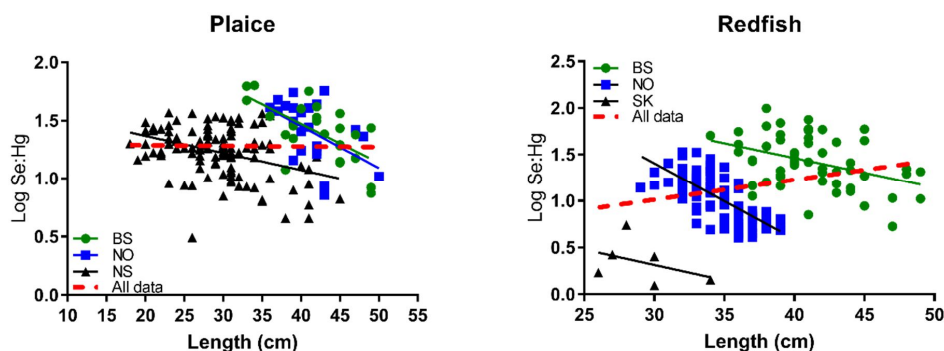 Plaice
2.0
1.5
1.0
0.5
0.0
Log Se:Hg
BS
NO
NS
All data
10 15 20 25 30 35 40 45 50 55
Length (cm)
Redfish
2.5
2.0
1.5
1.0
0.5
0.0
Log Se:Hg
BS
NO
SK
All data
25 30 35 40 45 50
Length (cm)